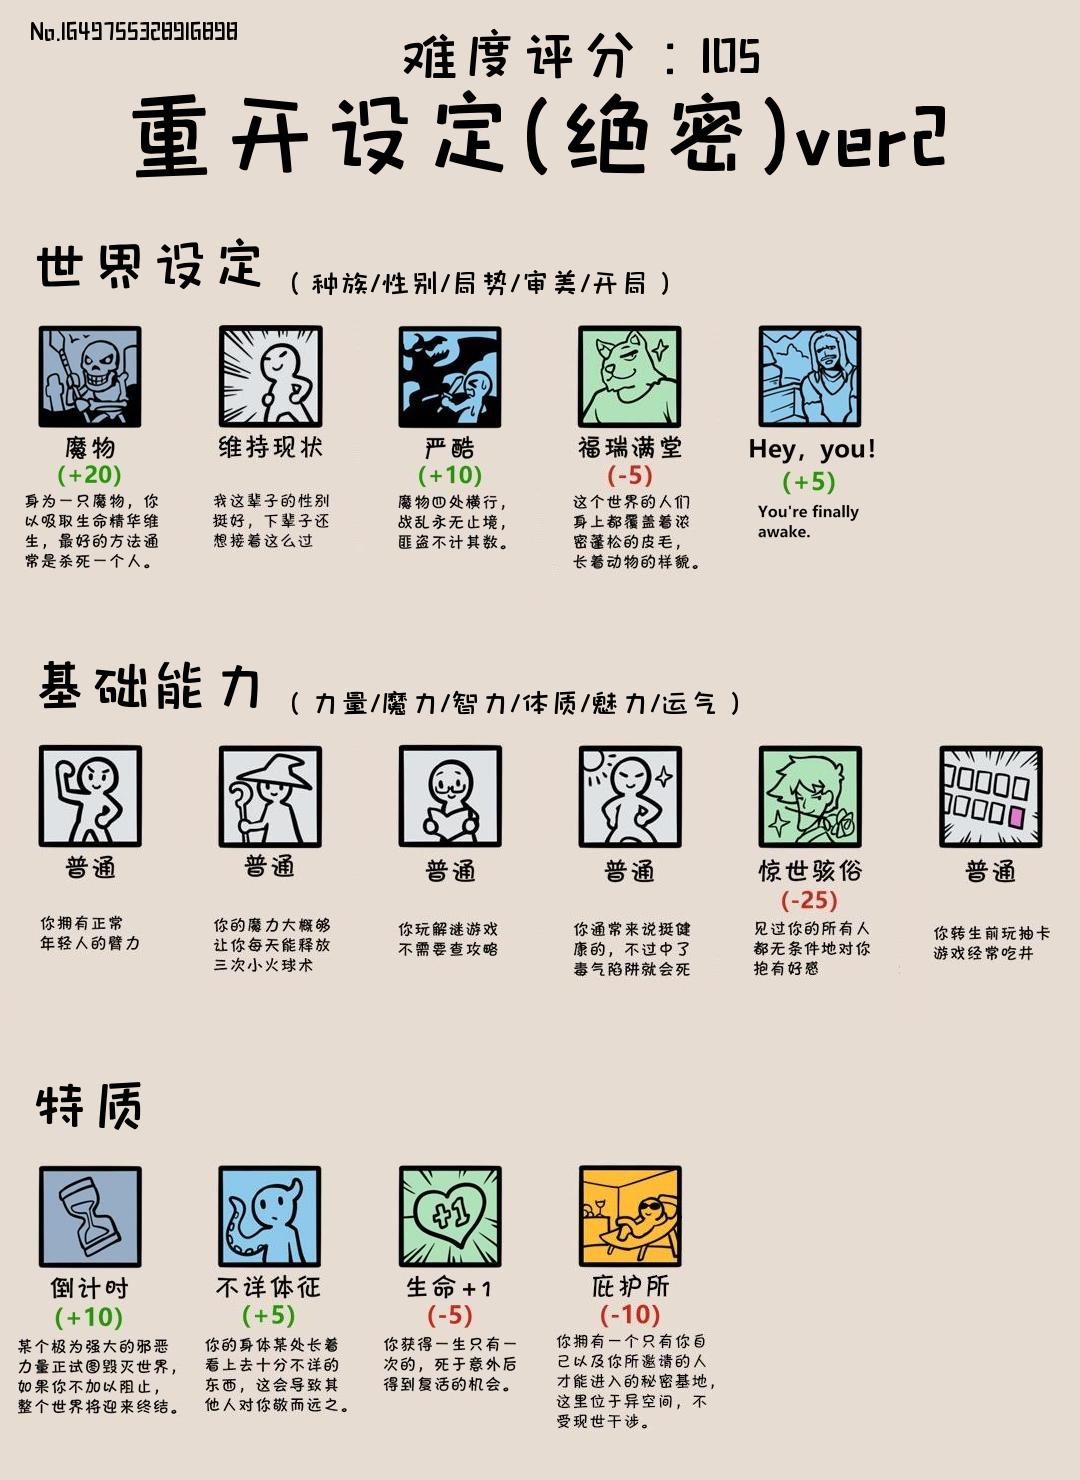 No.1649755328916898
难度评分：105
重开设定(绝密)ver2
世界设定（种族/性别/局势/审美/开局）
魔物
(+20)
身为一只魔物，你
以吸取生命精华维
生，最好的方法通
常是杀死一个人。
维持现状
我这辈子的性别
挺好，下辈子还
想接着这么过
严酷
(+10)
魔物四处横行，
战乱永无止境，
匪盗不计其数。
福瑞满堂
(-5)
这个世界的人们
身上都覆盖着浓
密蓬松的皮毛，
长着动物的样貌。
Hey, you!
(+5)
You're finally
awake.
基础能力（力量/魔力/智力/体质/魅力/运气）
普通
你拥有正常
年轻人的臂力
普通
你的魔力大概够
让你每天能释放
三次小火球术
普通
你玩解谜游戏
不需要查攻略
普通
你通常来说挺健
康的，不过中了
毒气陷阱就会死
惊世骇俗
(-25)
见过你的所有人
都无条件地对你
抱有好感
普通
你转生前玩抽卡
游戏经常吃井
特质
倒计时
(+10)
某个极为强大的邪恶
力量正试图毁灭世界，
如果你不加以阻止，
整个世界将迎来终结。
不详体征
(+5)
你的身体某处长着
看上去十分不详的
东西，这会导致其
他人对你敬而远之。
+1
生命+1
(-5)
你获得一生只有一
次的，死于意外后
得到复活的机会。
庇护所
(-10)
你拥有一个只有你自
己以及你所邀请的人
才能进入的秘密基地，
这里位于异空间，不
受现世干涉。